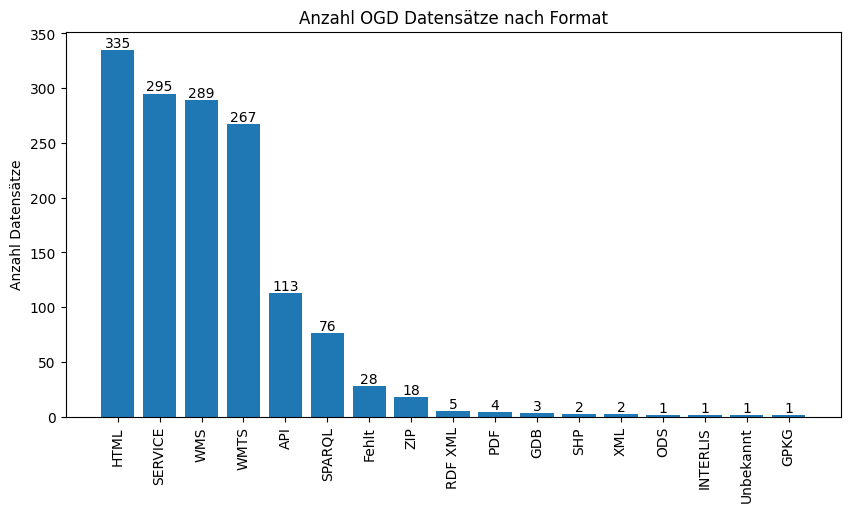 Anzahl OGD Datensätze nach Format
Anzahl Datensätze
350
300
250
200
150
100
50
0
335
295
289
267
113
76
28
18
5
4
3
2
2
1
1
1
1
HTML
SERVICE
WMS
WMTS
API
SPARQL
Fehlt
ZIP
RDF XML
PDF
GDB
SHP
XML
ODS
INTERLIS
Unbekannt
GPKG